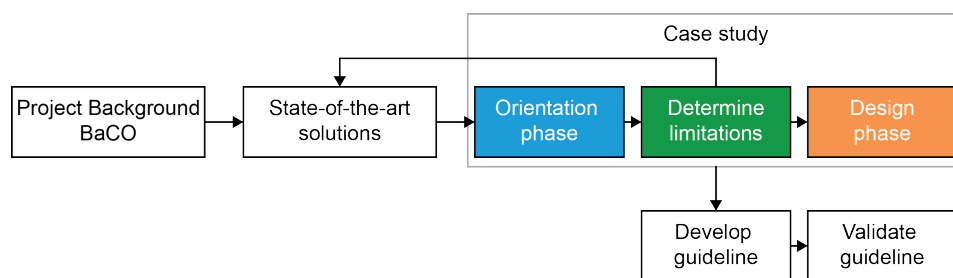 Case study
Project Background
BaCO
State-of-the-art
solutions
Orientation
phase
Determine
limitations
Design
phase
Develop
guideline
Validate
guideline